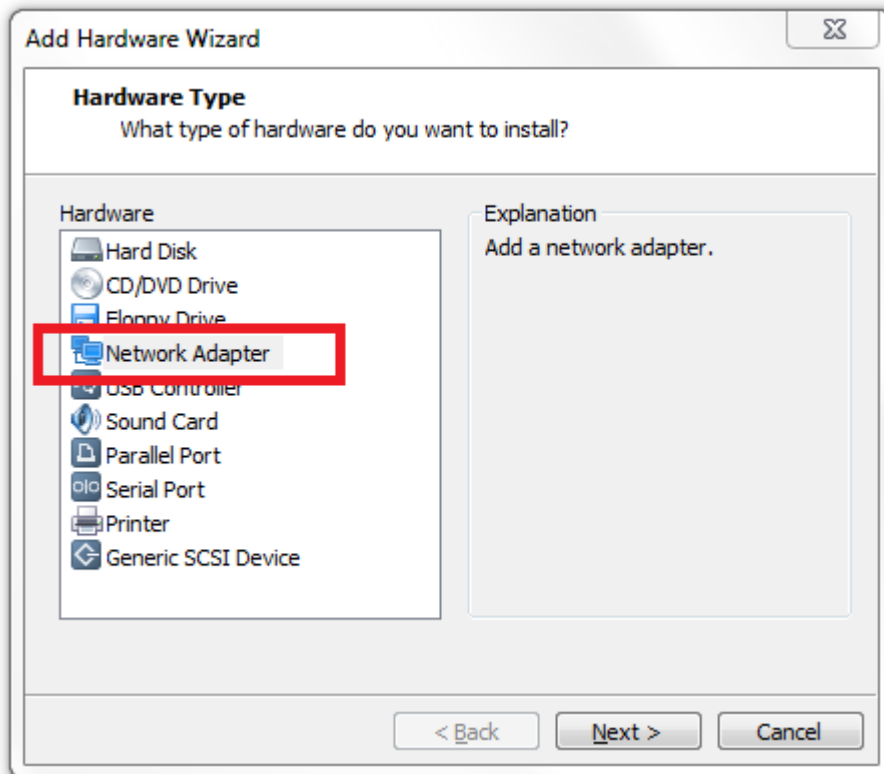 Add Hardware Wizard
Hardware Type
What type of hardware do you want to install?
Hardware
Hard Disk
CD/DVD Drive
Floppy Drive
Network Adapter
USB Controller
Sound Card
Parallel Port
Serial Port
Printer
Generic SCSI Device
Explanation
Add a network adapter.
< Back
Next >
Cancel